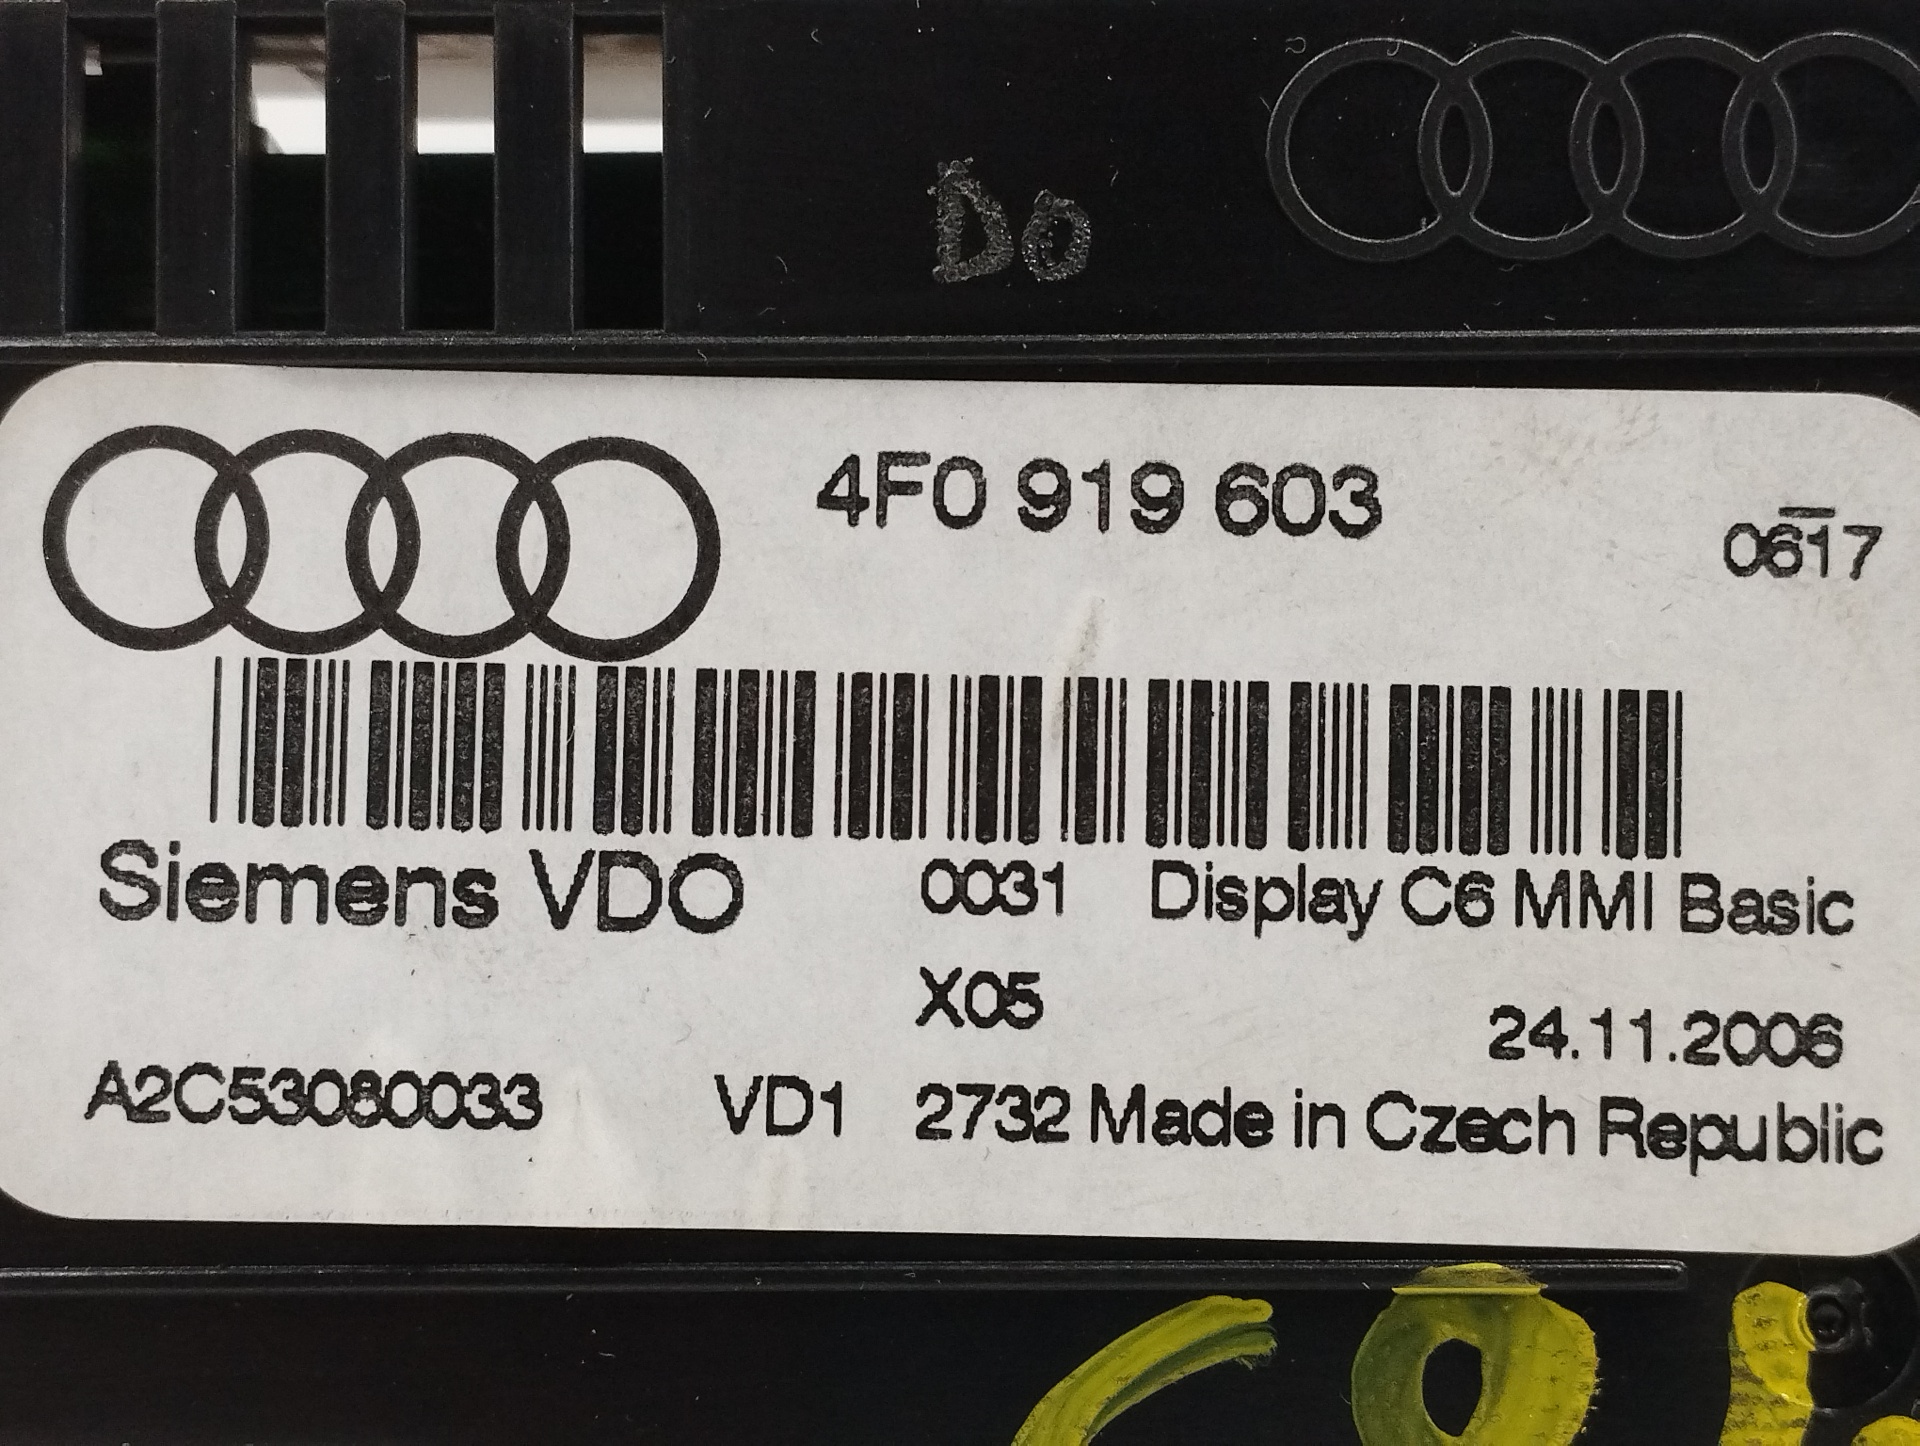 Do
4F0 919 603
0617
Siemens VDO 0031 Display C6 MMI Basic
X05
24.11.2006
A2C53080033 VD1 2732 Made in Czech Republic